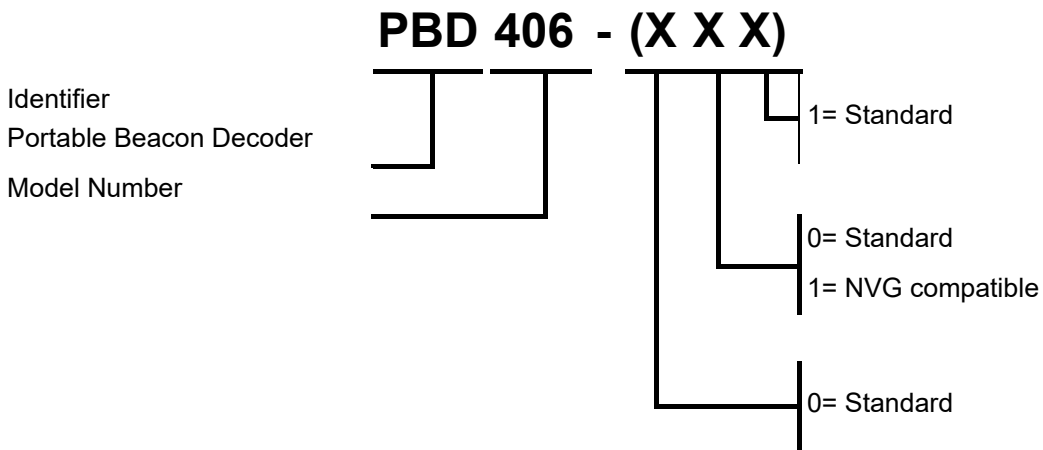 PBD 406 - (X X X)
Identifier
Portable Beacon Decoder
Model Number
1= Standard
0= Standard
1= NVG compatible
0= Standard